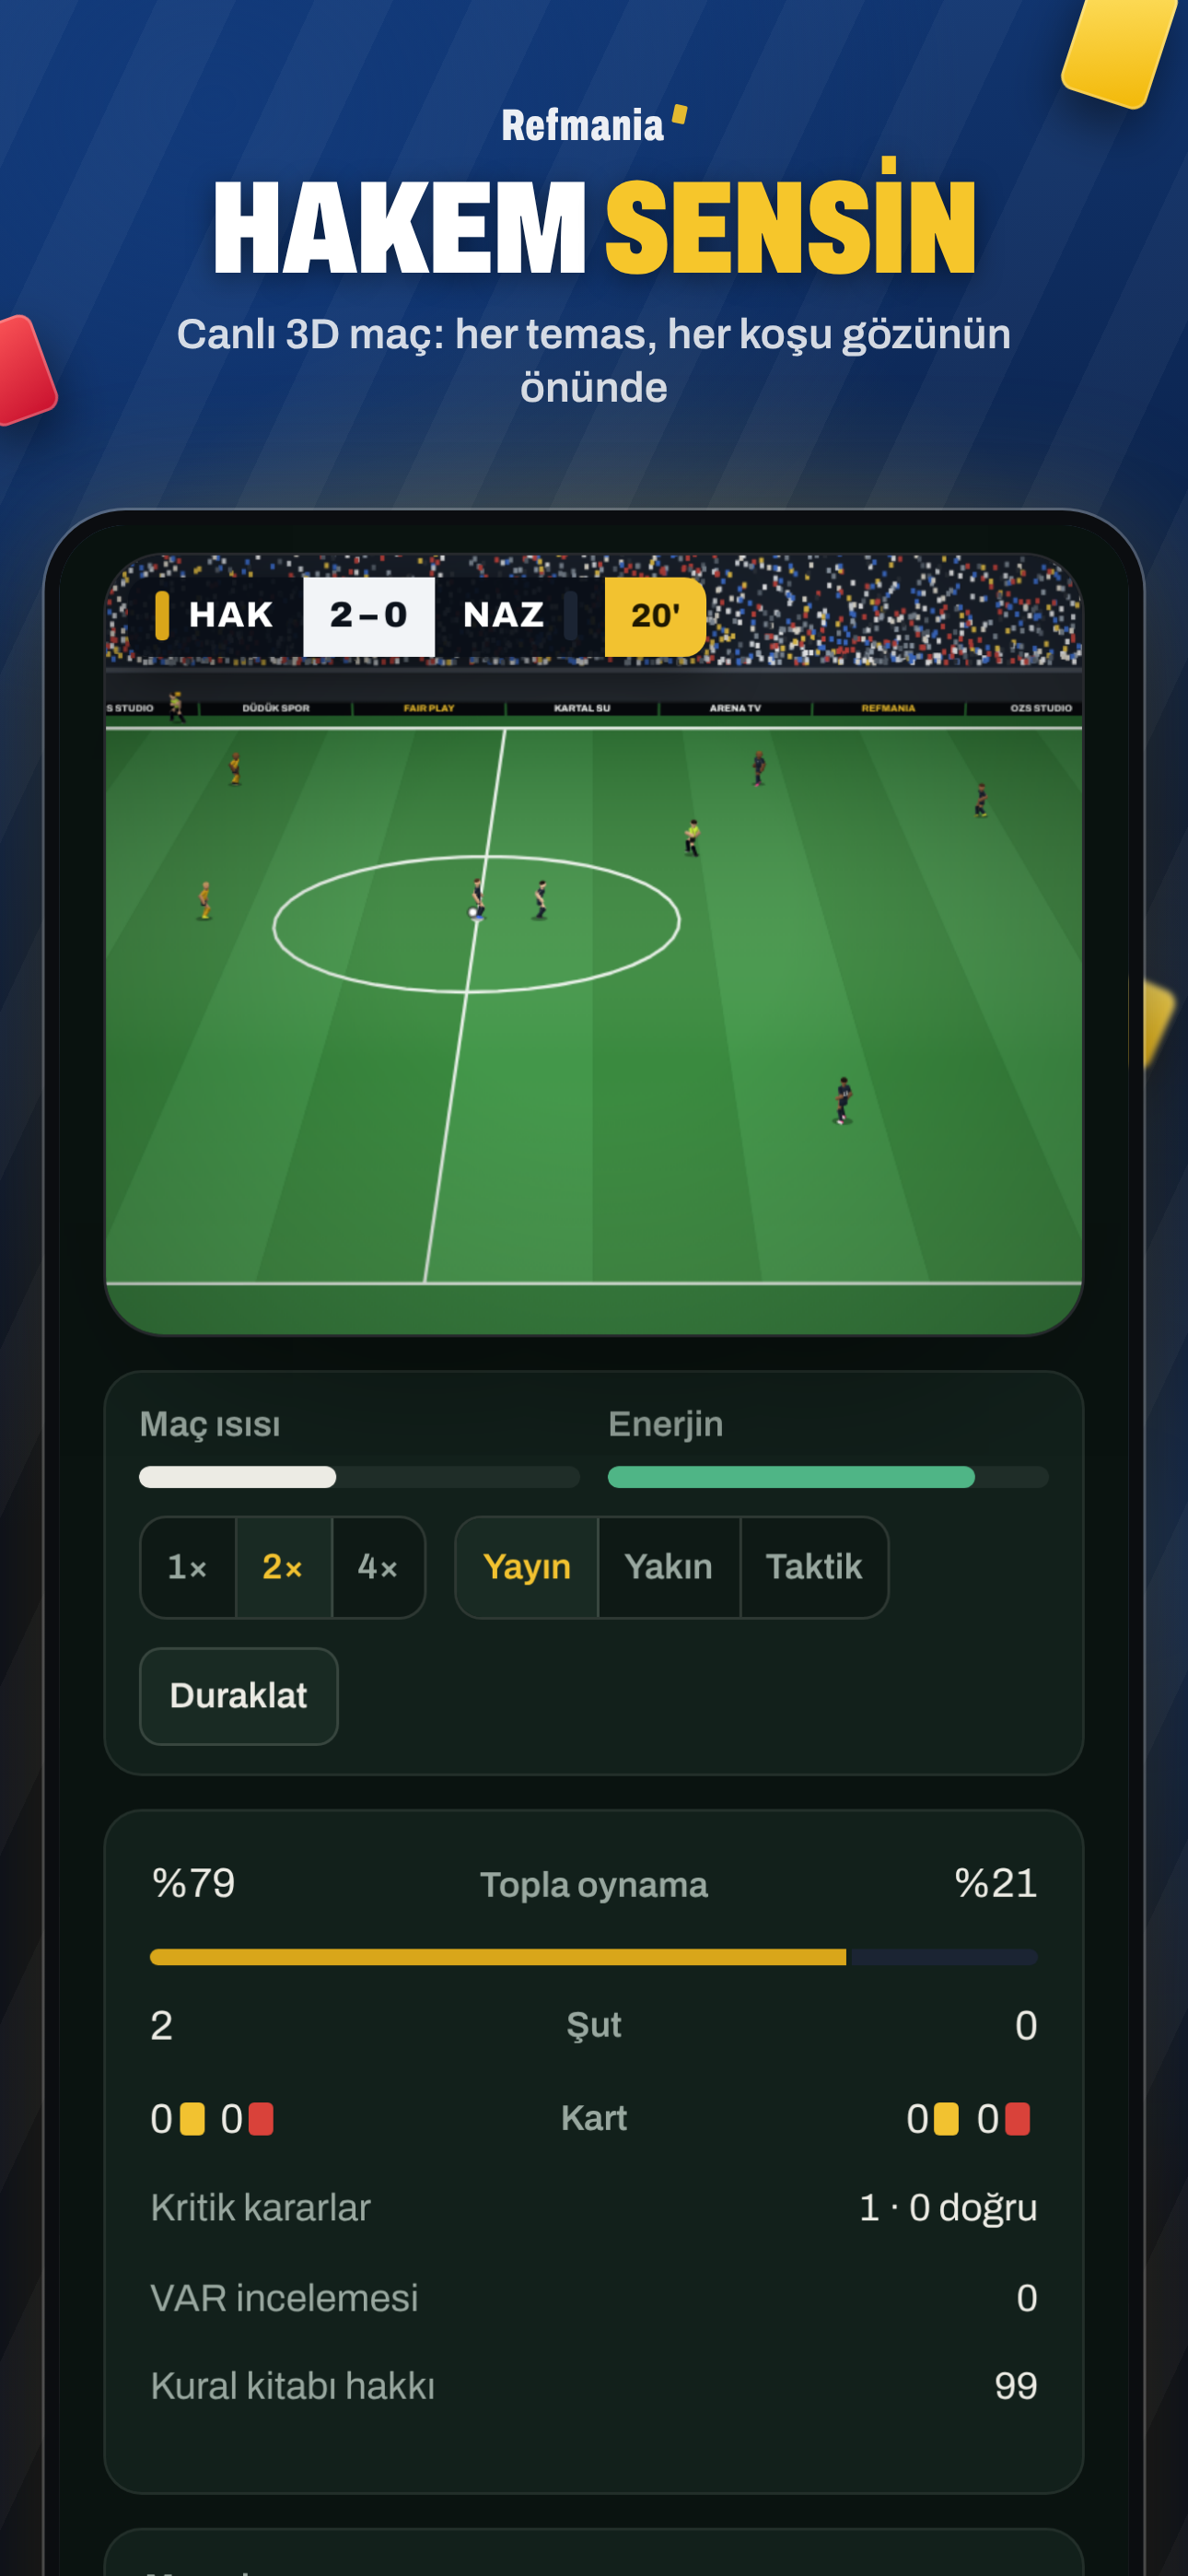 Refmania
HAKEM SENSİN
Canlı 3D maç: her temas, her koşu gözünün
önünde
HAK 2-0 NAZ 20'
S STUDIO DÜDÜK SPOR FAIR PLAY KARTAL SU ARENA TV REFMANIA OZS STUDIO
Maç ısısı Enerjin
1× 2× 4× Yayın Yakın Taktik
Duraklat
%79 Topla oynama %21
2 Şut 0
0 0 Kart 0 0
Kritik kararlar 1 · 0 doğru
VAR incelemesi 0
Kural kitabı hakkı 99